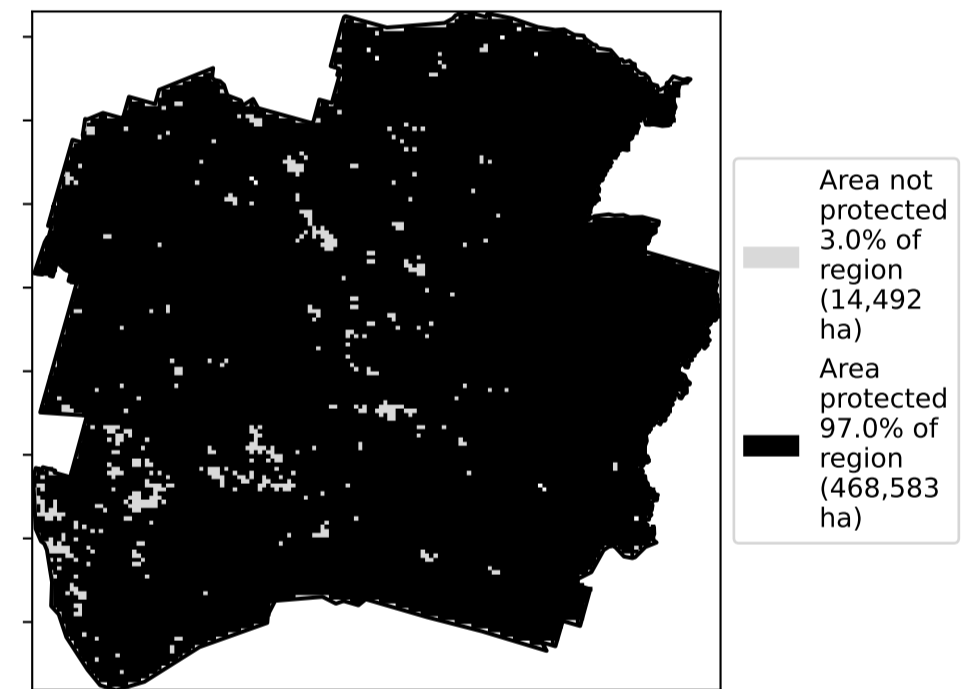 Area not
protected
3.0% of
region
(14,492
ha)
Area
protected
97.0% of
region
(468,583
ha)